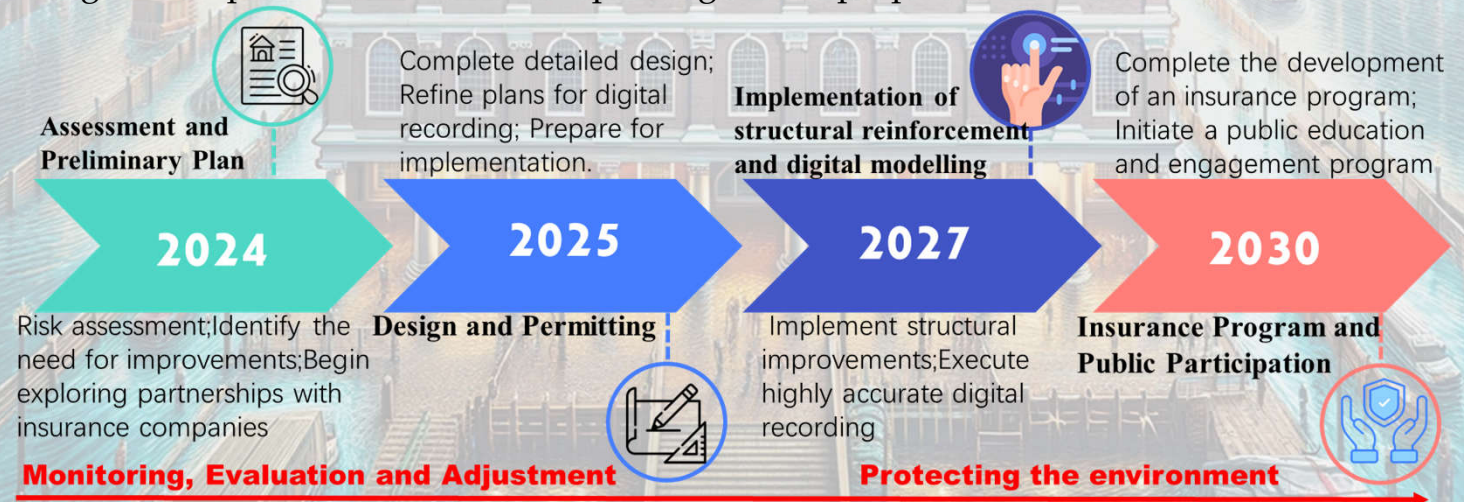 Assessment and
Preliminary Plan
2024
Risk assessment;Identify the
need for improvements;Begin
exploring partnerships with
insurance companies
Complete detailed design;
Refine plans for digital
recording; Prepare for
implementation.
2025
Design and Permitting
Implementation of
structural reinforcement
and digital modelling
2027
Implement structural
improvements;Execute
highly accurate digital
recording
Complete the development
of an insurance program;
Initiate a public education
and engagement program
2030
Insurance Program and
Public Participation
Monitoring, Evaluation and Adjustment
Protecting the environment